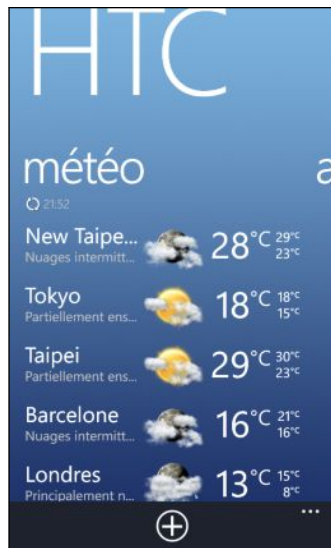 HTC
météo
a
21:52
New Taipe... 28°C 29°C
Nuages intermitt... 23°C
Tokyo 18°C 18°C
Partiellement ens... 15°C
Taipei 29°C 30°C
Partiellement ens... 23°C
Barcelone 16°C 21°C
Nuages intermitt... 16°C
Londres 13°C 15°C
Principalement n... 8°C
...